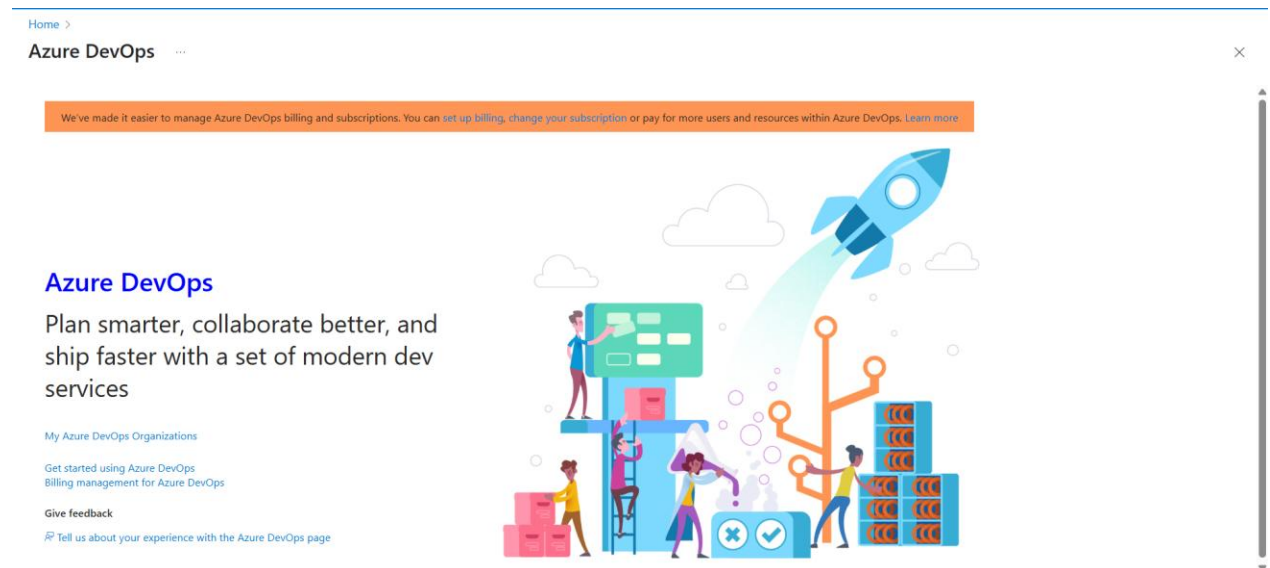 Home >
Azure DevOps ...
We've made it easier to manage Azure DevOps billing and subscriptions. You can set up billing, change your subscription or pay for more users and resources within Azure DevOps. Learn more
Azure DevOps
Plan smarter, collaborate better, and
ship faster with a set of modern dev
services
My Azure DevOps Organizations
Get started using Azure DevOps
Billing management for Azure DevOps
Give feedback
Tell us about your experience with the Azure DevOps page